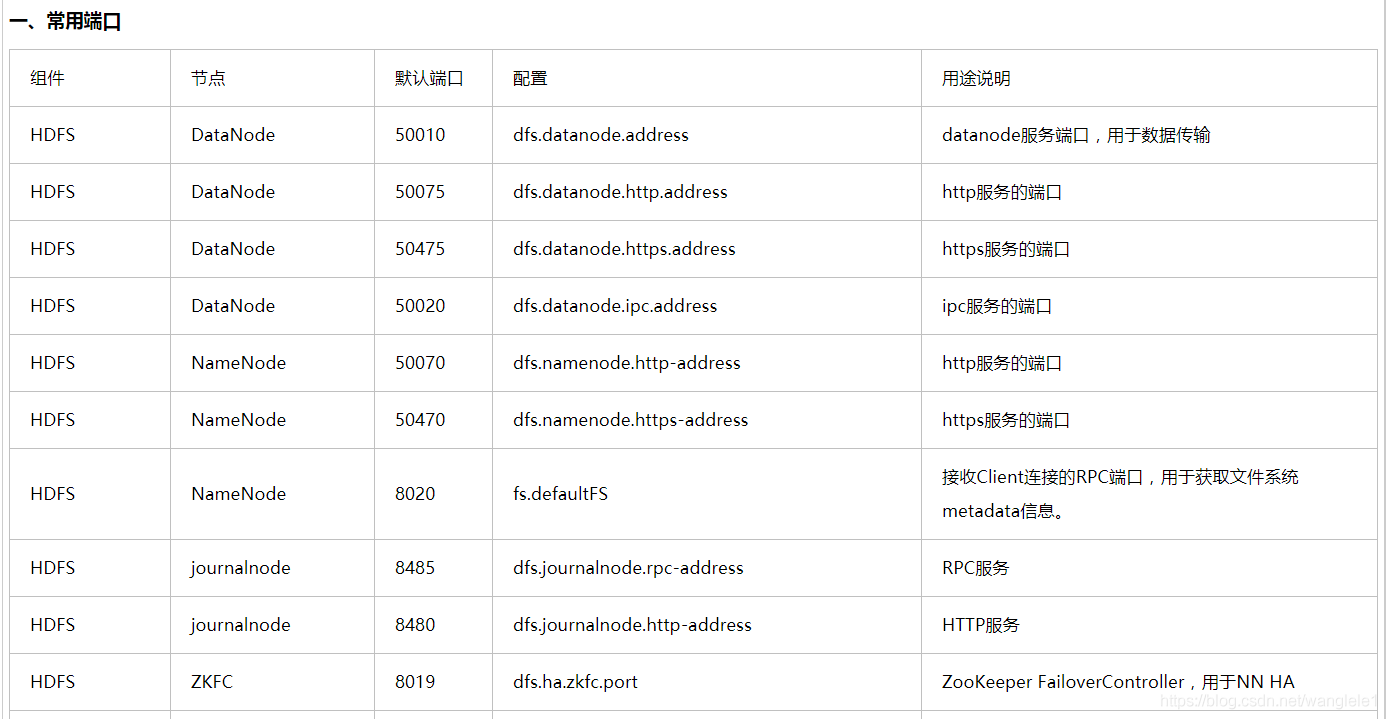 一、常用端口
组件 节点 默认端口 配置 用途说明
HDFS DataNode 50010 dfs.datanode.address datanode服务端口，用于数据传输
HDFS DataNode 50075 dfs.datanode.http.address http服务的端口
HDFS DataNode 50475 dfs.datanode.https.address https服务的端口
HDFS DataNode 50020 dfs.datanode.ipc.address ipc服务的端口
HDFS NameNode 50070 dfs.namenode.http-address http服务的端口
HDFS NameNode 50470 dfs.namenode.https-address https服务的端口
HDFS NameNode 8020 fs.defaultFS 接收Client连接的RPC端口，用于获取文件系统
metadata信息。
HDFS journalnode 8485 dfs.journalnode.rpc-address RPC服务
HDFS journalnode 8480 dfs.journalnode.http-address HTTP服务
HDFS ZKFC 8019 dfs.ha.zkfc.port ZooKeeper FailoverController，用于NN HA
https://blog.csdn.net/wanglele1